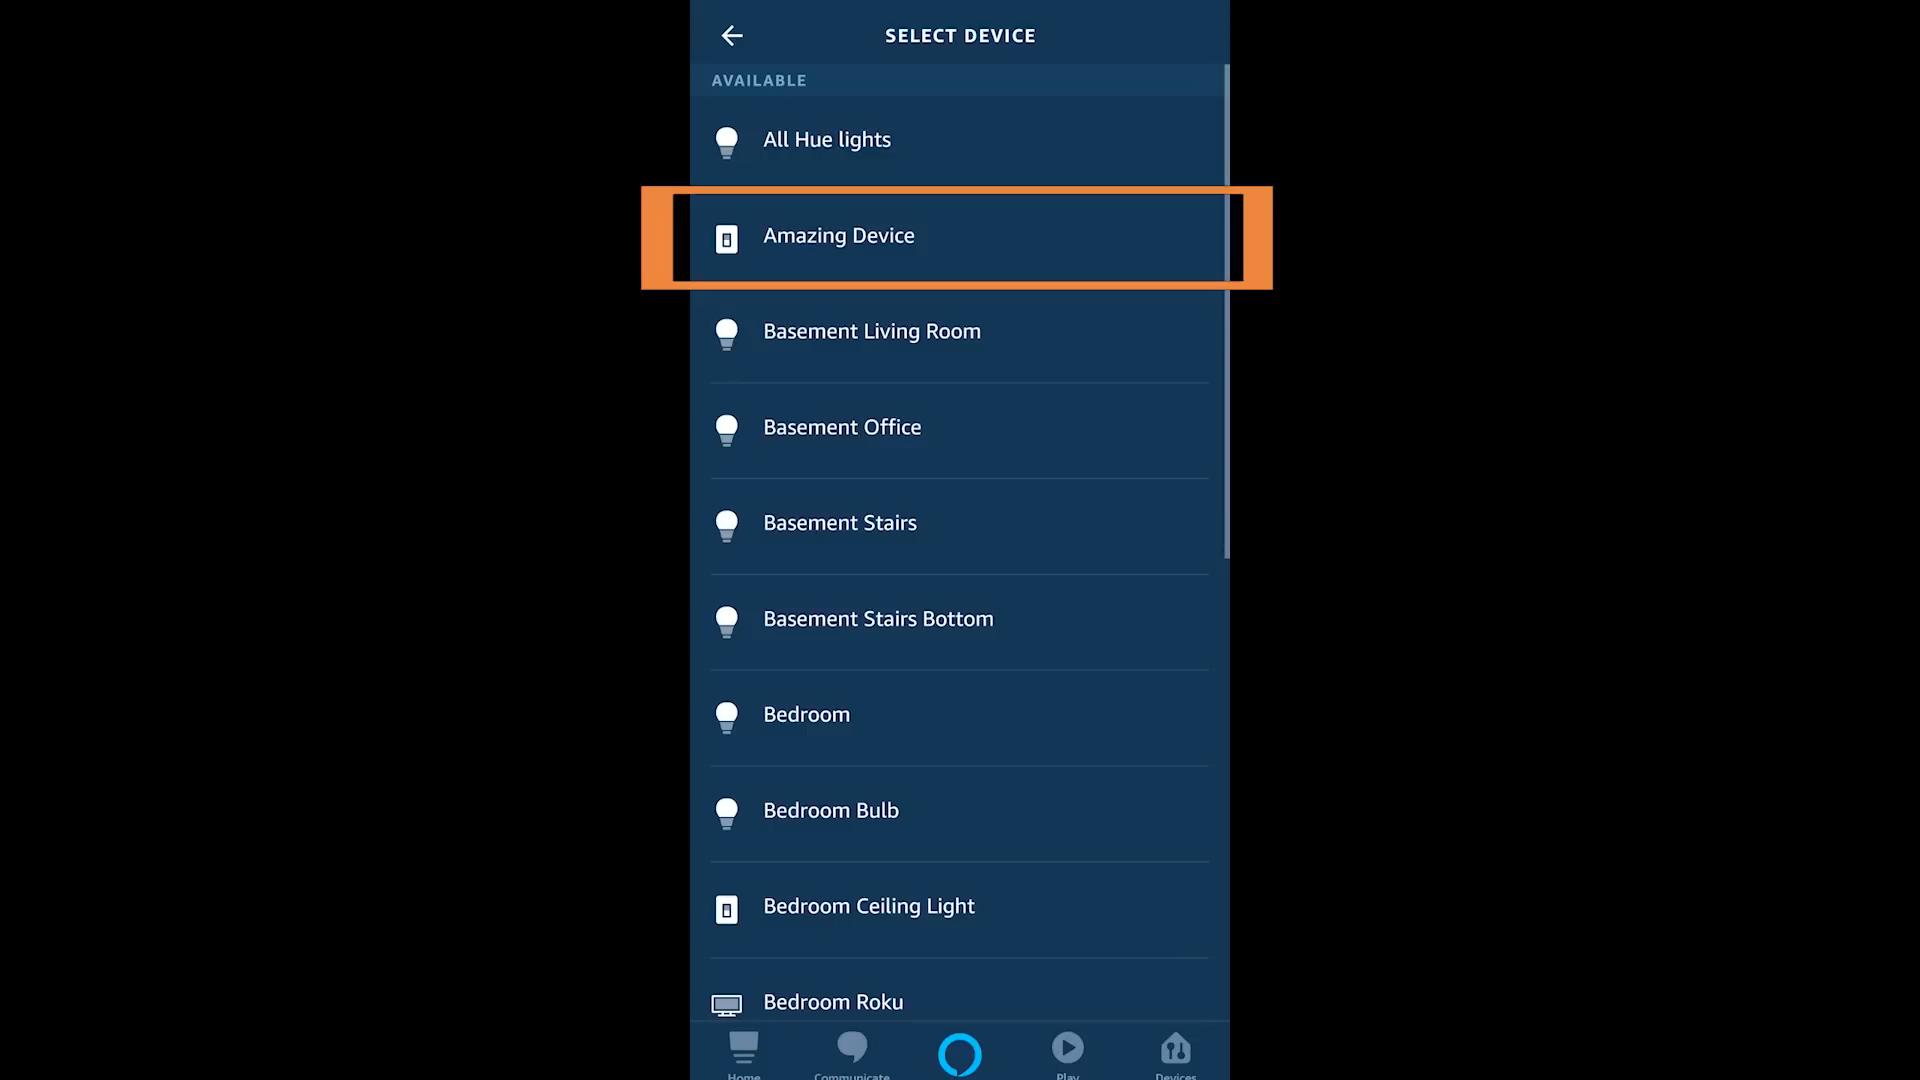 SELECT DEVICE
AVAILABLE
All Hue lights
Amazing Device
Basement Living Room
Basement Office
Basement Stairs
Basement Stairs Bottom
Bedroom
Bedroom Bulb
Bedroom Ceiling Light
Bedroom Roku
Home Communicate Play Devices